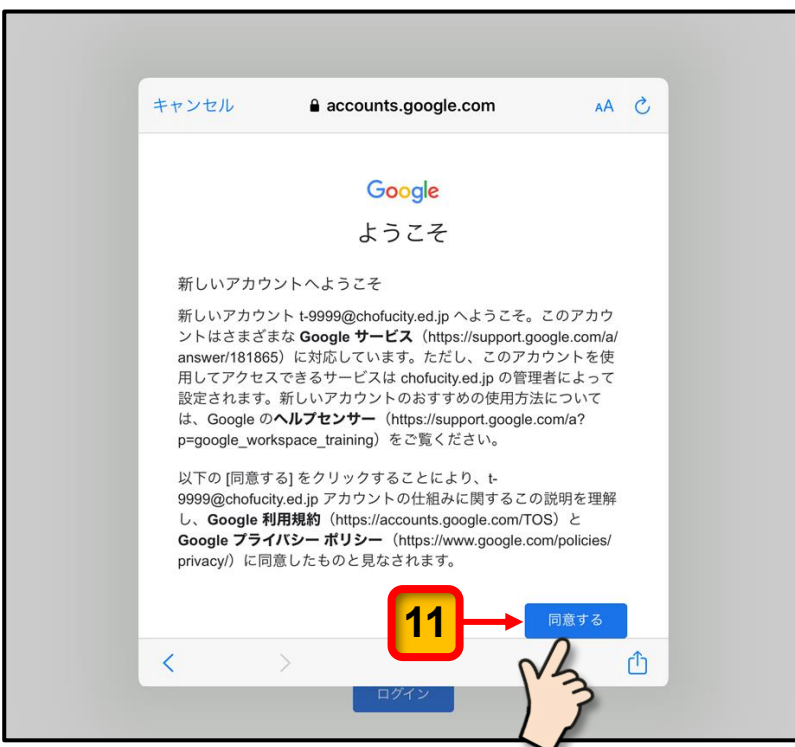 キャンセル accounts.google.com AA
Google
ようこそ
新しいアカウントへようこそ
新しいアカウント t-9999@chofucity.ed.jp へようこそ。このアカウ
ントはさまざまな Google サービス（https://support.google.com/a/
answer/181865）に対応しています。ただし、このアカウントを使
用してアクセスできるサービスは chofucity.ed.jp の管理者によって
設定されます。新しいアカウントのおすすめの使用方法について
は、Google のヘルプセンサー（https://support.google.com/a?
p=google_workspace_training）をご覧ください。
以下の [同意する] をクリックすることにより、t-
9999@chofucity.ed.jp アカウントの仕組みに関するこの説明を理解
し、Google 利用規約（https://accounts.google.com/TOS）と
Google プライバシー ポリシー（https://www.google.com/policies/
privacy/）に同意したものと見なされます。
11 同意する
ログイン